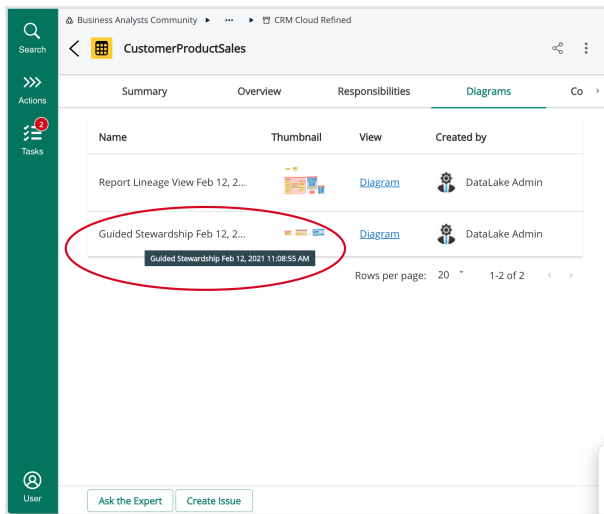 Business Analysts Community ▸ ... ▸ CRM Cloud Refined
Search
CustomerProductSales
Actions
Summary Overview Responsibilities Diagrams Co
2
Tasks
Name Thumbnail View Created by
Report Lineage View Feb 12, 2... Diagram DataLake Admin
Guided Stewardship Feb 12, 2... Diagram DataLake Admin
Guided Stewardship Feb 12, 2021 11:08:55 AM
Rows per page: 20 1-2 of 2
User
Ask the Expert Create Issue